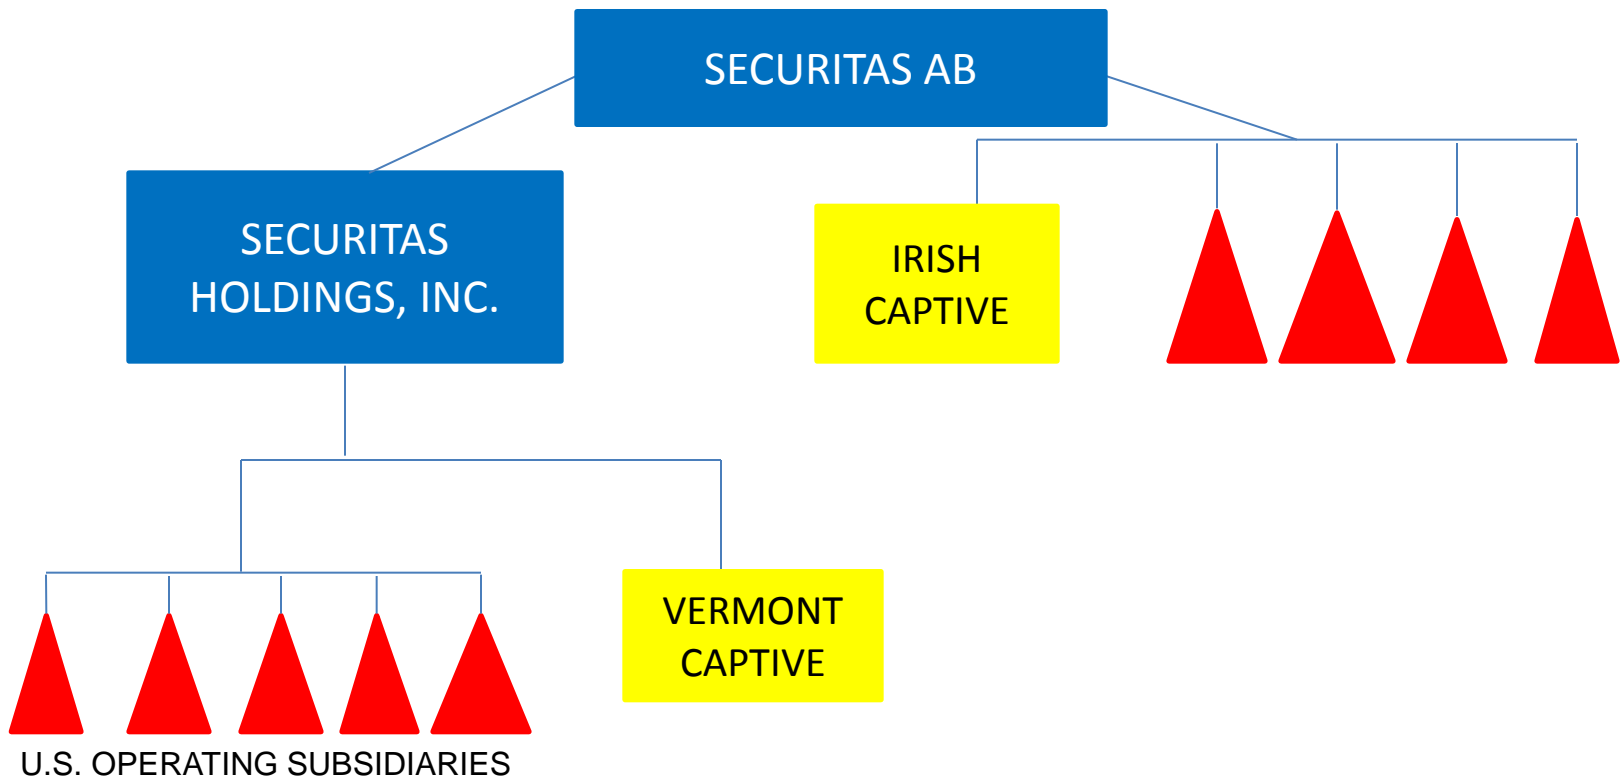 SECURITAS AB
SECURITAS
HOLDINGS, INC.
IRISH
CAPTIVE
VERMONT
CAPTIVE
U.S. OPERATING SUBSIDIARIES